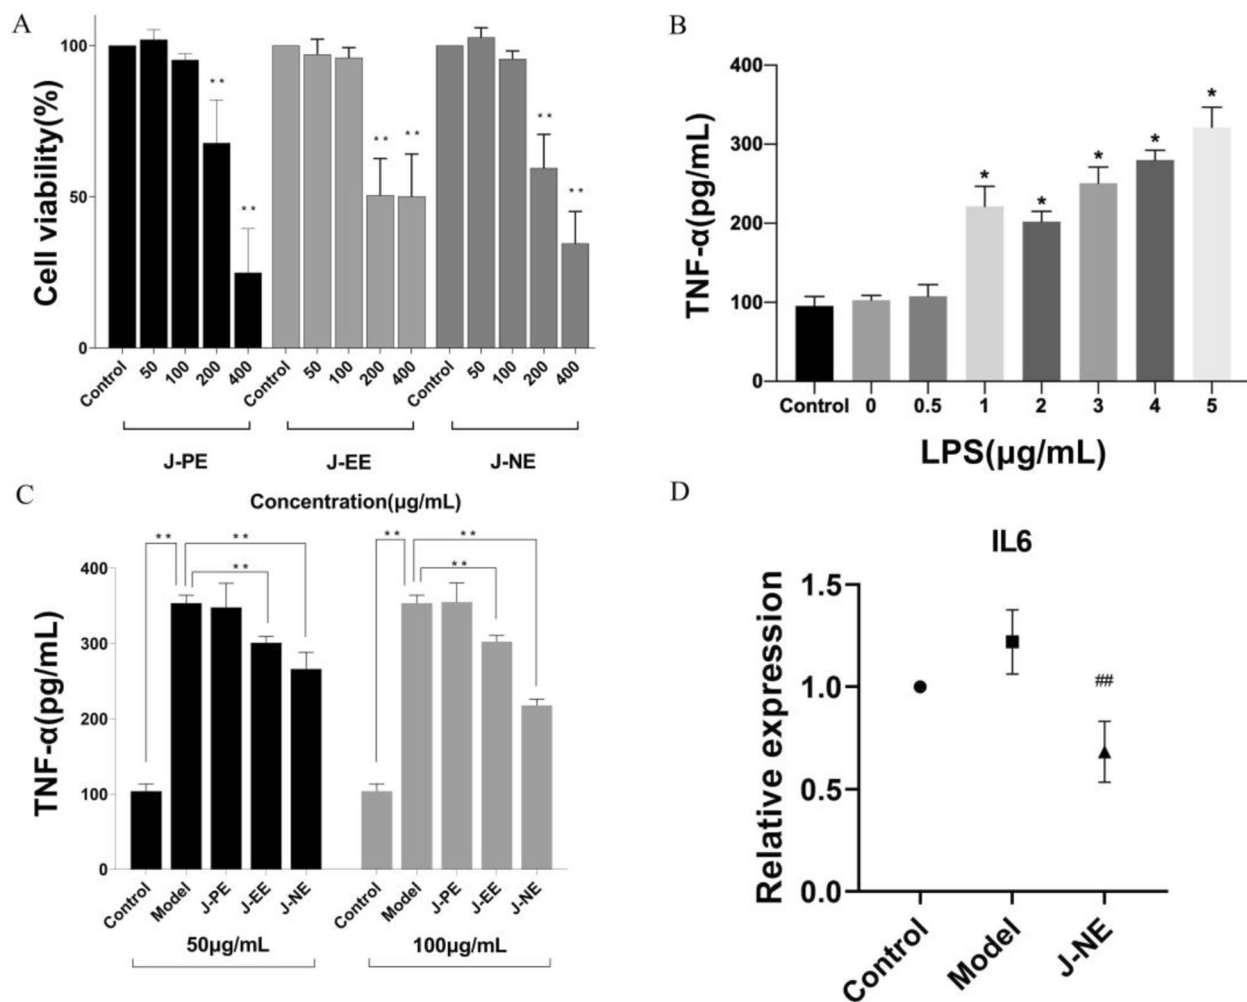 A
Cell viability(%)
100
50
0
** ** ** ** ** **
Control 50 100 200 400 Control 50 100 200 400 Control 50 100 200 400
J-PE J-EE J-NE
Concentration(μg/mL)
B
TNF-α(pg/mL)
400
300
200
100
0
* * * * *
Control 0 0.5 1 2 3 4 5
LPS(μg/mL)
C
TNF-α(pg/mL)
400
300
200
100
0
** ** **
** ** **
Control Model J-PE J-EE J-NE Control Model J-PE J-EE J-NE
50μg/mL 100μg/mL
D
IL6
Relative expression
1.5
1.0
0.5
0.0
##
Control Model J-NE